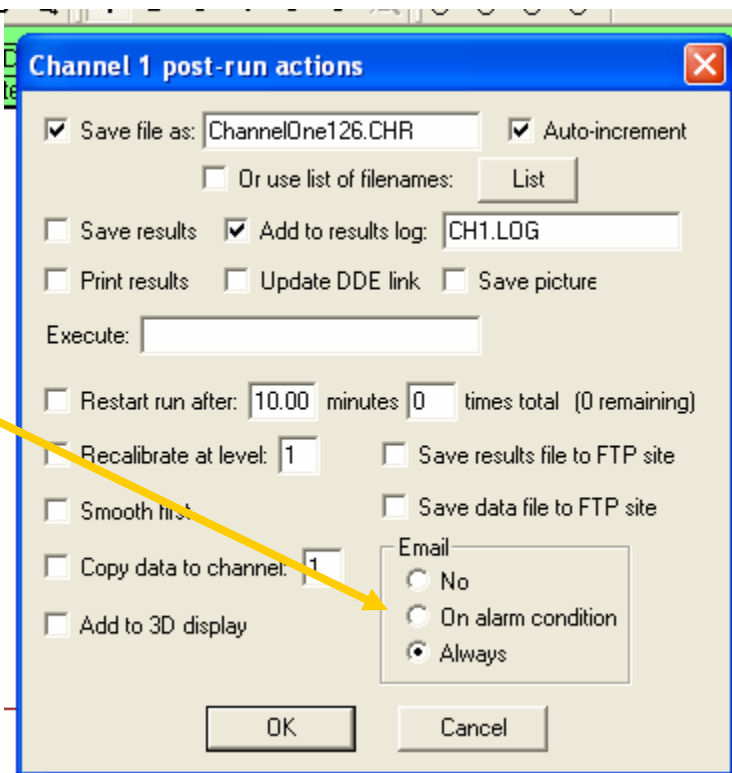 Channel 1 post-run actions
Save file as: ChannelOne126.CHR Auto-increment
Or use list of filenames: List
Save results Add to results log: CH1.LOG
Print results Update DDE link Save picture
Execute:
Restart run after: 10.00 minutes 0 times total (0 remaining)
Recalibrate at level: 1 Save results file to FTP site
Smooth first Save data file to FTP site
Copy data to channel: 1
Add to 3D display
Email
No
On alarm condition
Always
OK Cancel